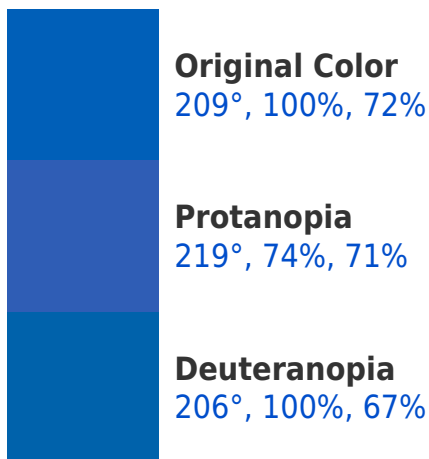 Original Color
209°, 100%, 72%
Protanopia
219°, 74%, 71%
Deuteranopia
206°, 100%, 67%